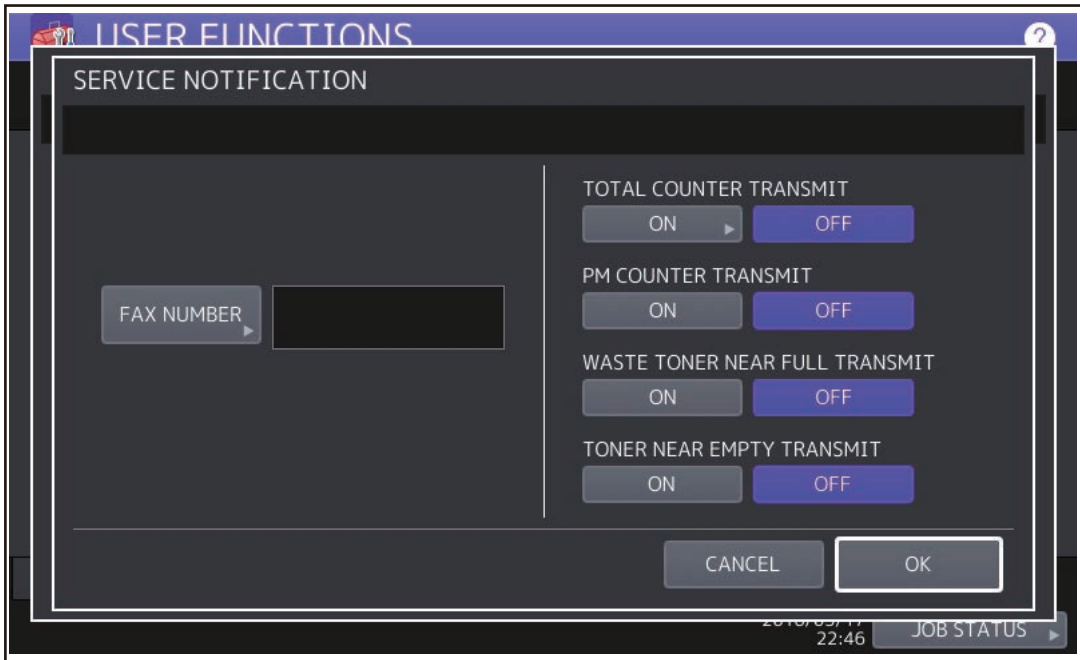 USER FUNCTIONS
?
SERVICE NOTIFICATION
TOTAL COUNTER TRANSMIT
ON OFF
PM COUNTER TRANSMIT
ON OFF
FAX NUMBER
WASTE TONER NEAR FULL TRANSMIT
ON OFF
TONER NEAR EMPTY TRANSMIT
ON OFF
CANCEL OK
22:46
JOB STATUS